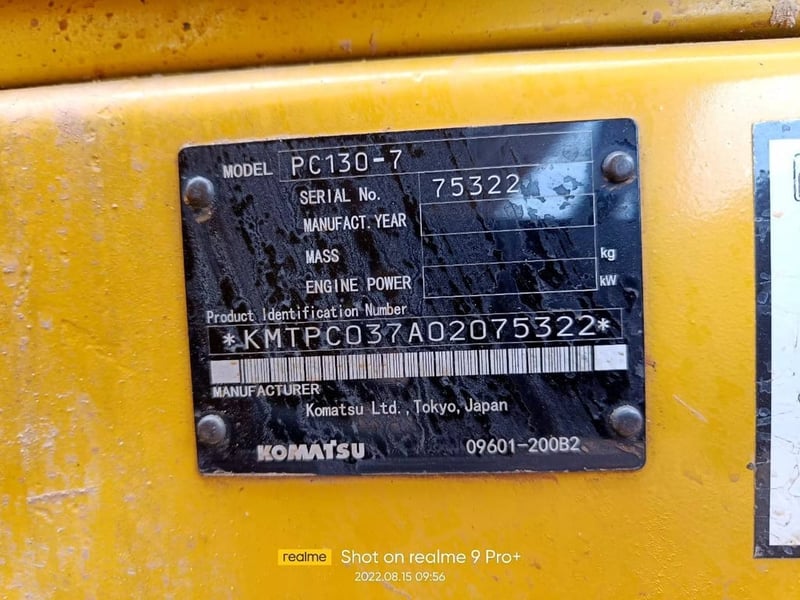 MODEL PC130-7
SERIAL No. 75322
MANUFACT. YEAR
MASS kg
ENGINE POWER kW
Product Identification Number
*KMTPC037A02075322*
MANUFACTURER
Komatsu Ltd., Tokyo, Japan
KOMATSU 09601-200B2
realme Shot on realme 9 Pro+
2022.08.15 09:56